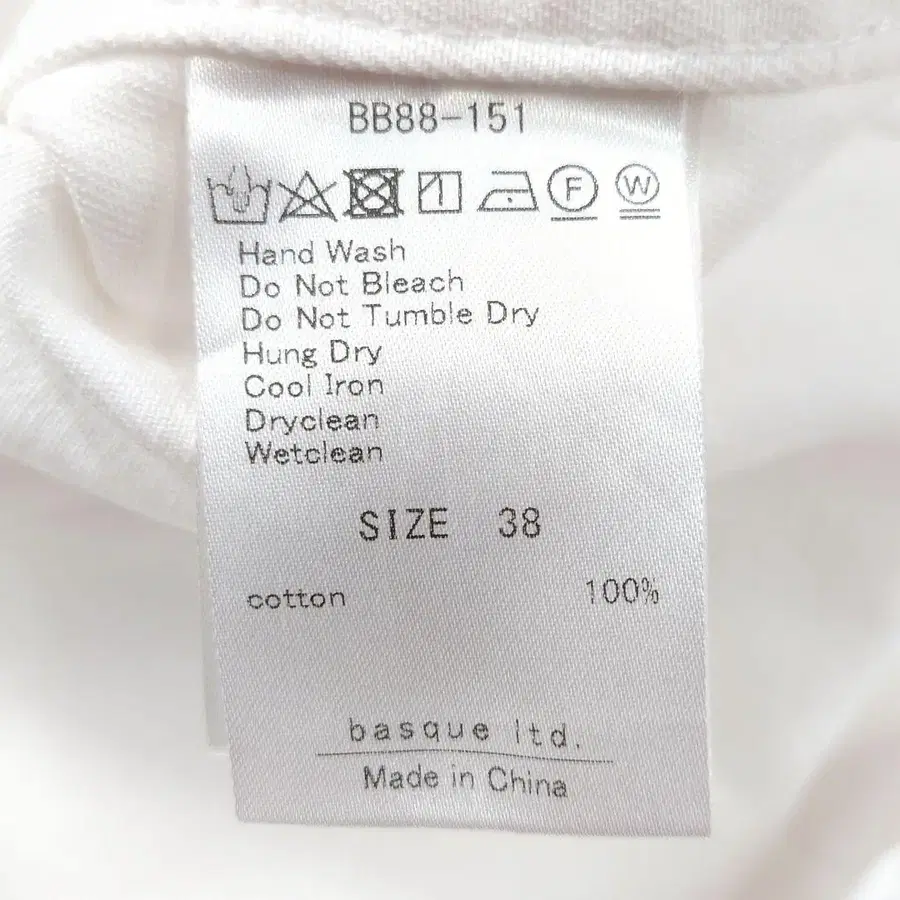 BB88-151
F W
Hand Wash
Do Not Bleach
Do Not Tumble Dry
Hung Dry
Cool Iron
Dryclean
Wetclean
SIZE 38
cotton 100%
basque ltd.
Made in China